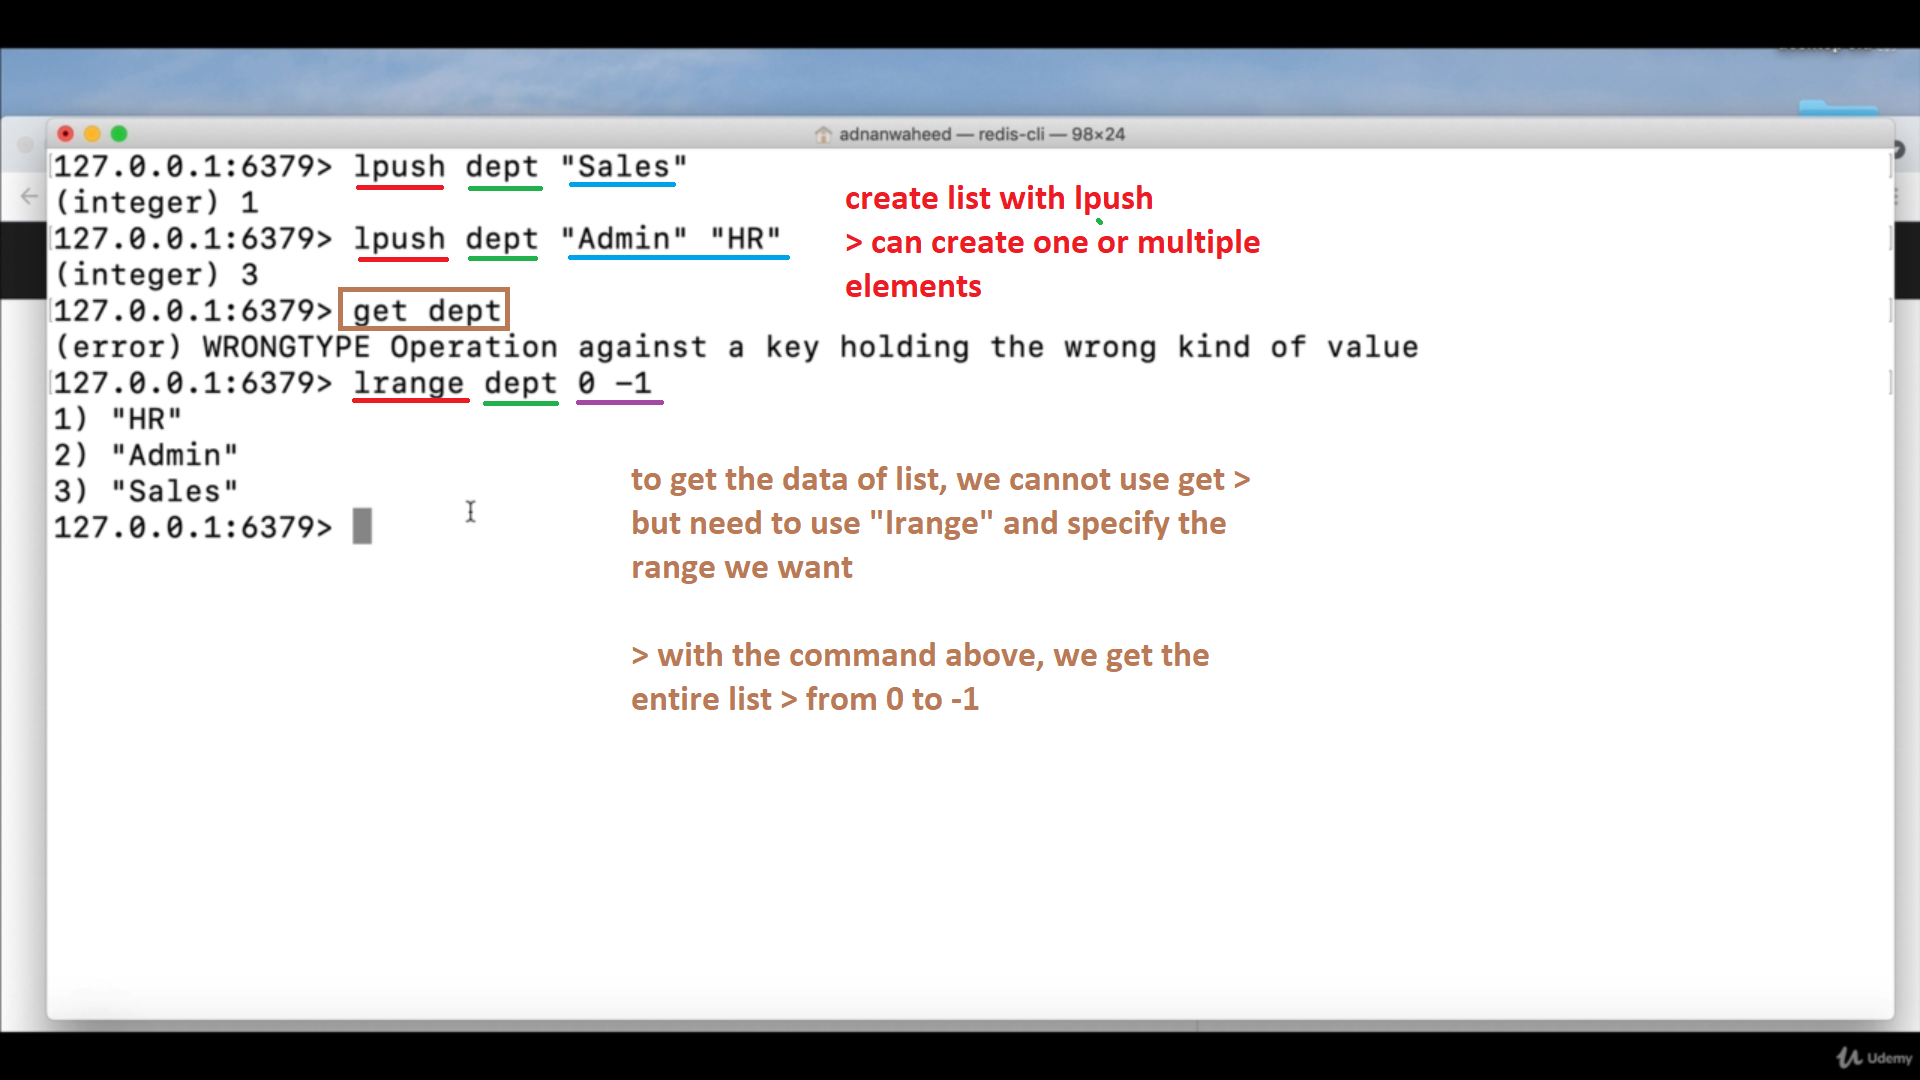 adnanwaheed — redis-cli — 98×24
127.0.0.1:6379> lpush dept "Sales"
(integer) 1
127.0.0.1:6379> lpush dept "Admin" "HR"
(integer) 3
127.0.0.1:6379> get dept
(error) WRONGTYPE Operation against a key holding the wrong kind of value
127.0.0.1:6379> lrange dept 0 -1
1) "HR"
2) "Admin"
3) "Sales"
127.0.0.1:6379>
create list with lpush
> can create one or multiple
elements
to get the data of list, we cannot use get >
but need to use "lrange" and specify the
range we want
> with the command above, we get the
entire list > from 0 to -1
Udemy